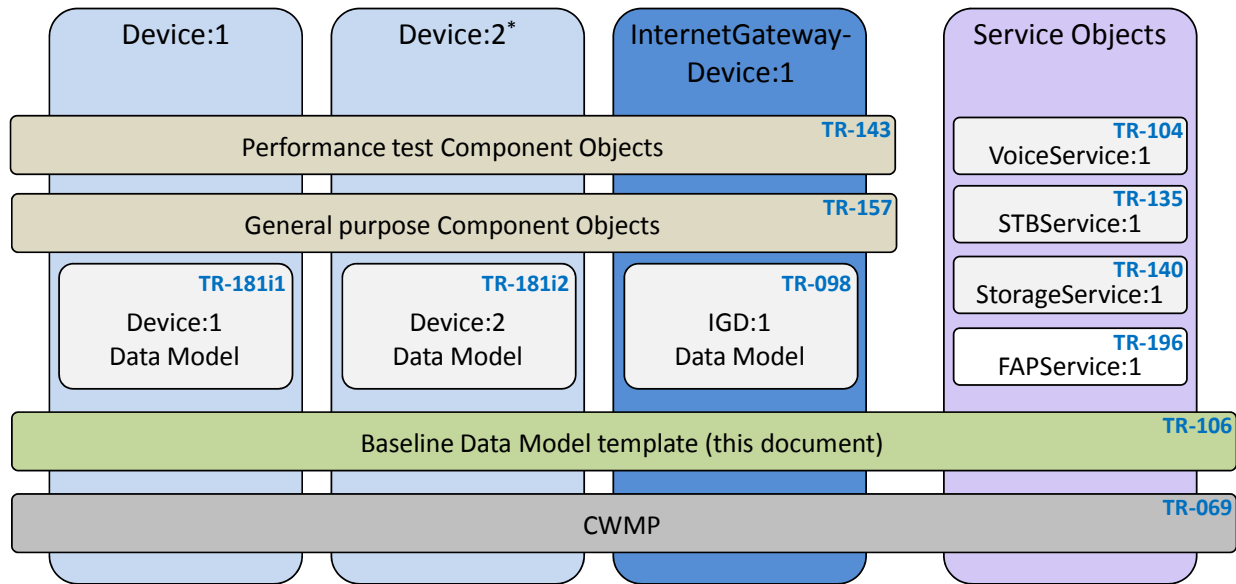 Device:1
Device:2*
InternetGateway-
Device:1
Service Objects
TR-143
Performance test Component Objects
TR-157
General purpose Component Objects
TR-104
VoiceService:1
TR-135
STBService:1
TR-140
StorageService:1
TR-196
FAPService:1
TR-181i1
Device:1
Data Model
TR-181i2
Device:2
Data Model
TR-098
IGD:1
Data Model
TR-106
Baseline Data Model template (this document)
TR-069
CWMP